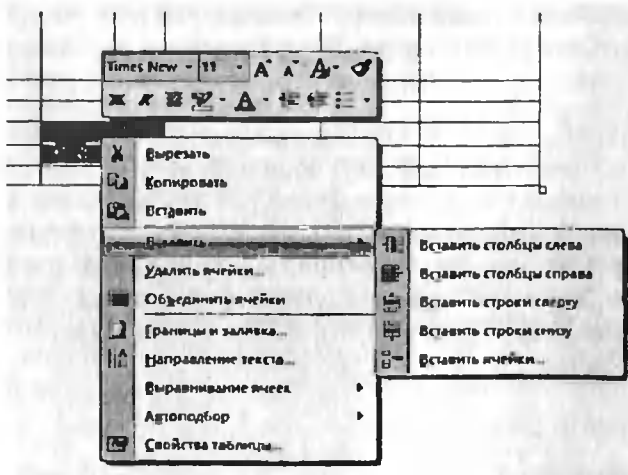 Times New 11
Вырезать
Копировать
Вставить
Вставить
Удалить ячейки...
Объединить ячейки
Границы и заливка...
Направление текста...
Выравнивание ячеек
Автоподбор
Свойства таблицы...
Вставить столбцы слева
Вставить столбцы справа
Вставить строки сверху
Вставить строки снизу
Вставить ячейки...